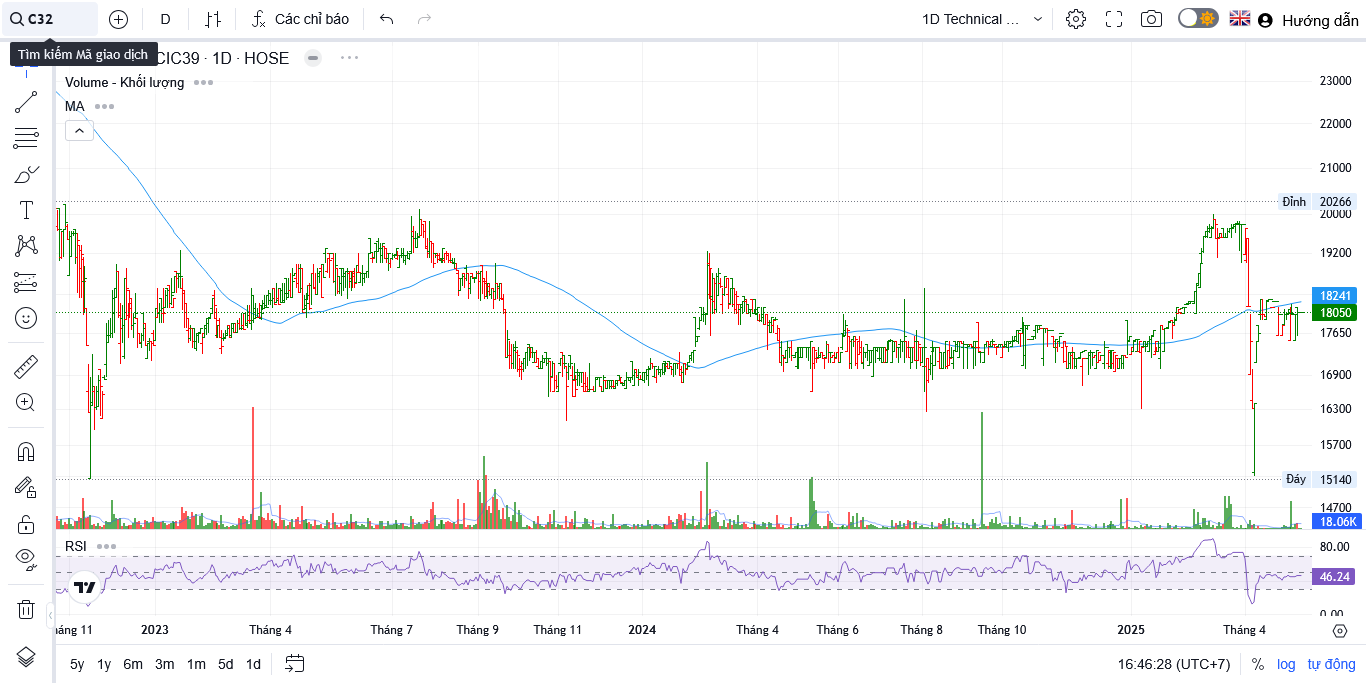 C32
D
Các chỉ báo
1D Technical ...
Hướng dẫn
Tìm kiếm Mã giao dịch
CIC39 · 1D · HOSE
Volume - Khối lượng
MA
23000
22000
21000
Đỉnh 20266
20000
19200
18241
18050
17650
16900
16300
15700
Đáy 15140
14700
18.06K
RSI
80.00
46.24
0.00
háng 11
2023
Tháng 4
Tháng 7
Tháng 9
Tháng 11
2024
Tháng 4
Tháng 6
Tháng 8
Tháng 10
2025
Tháng 4
5y 1y 6m 3m 1m 5d 1d
16:46:28 (UTC+7)
% log tự động